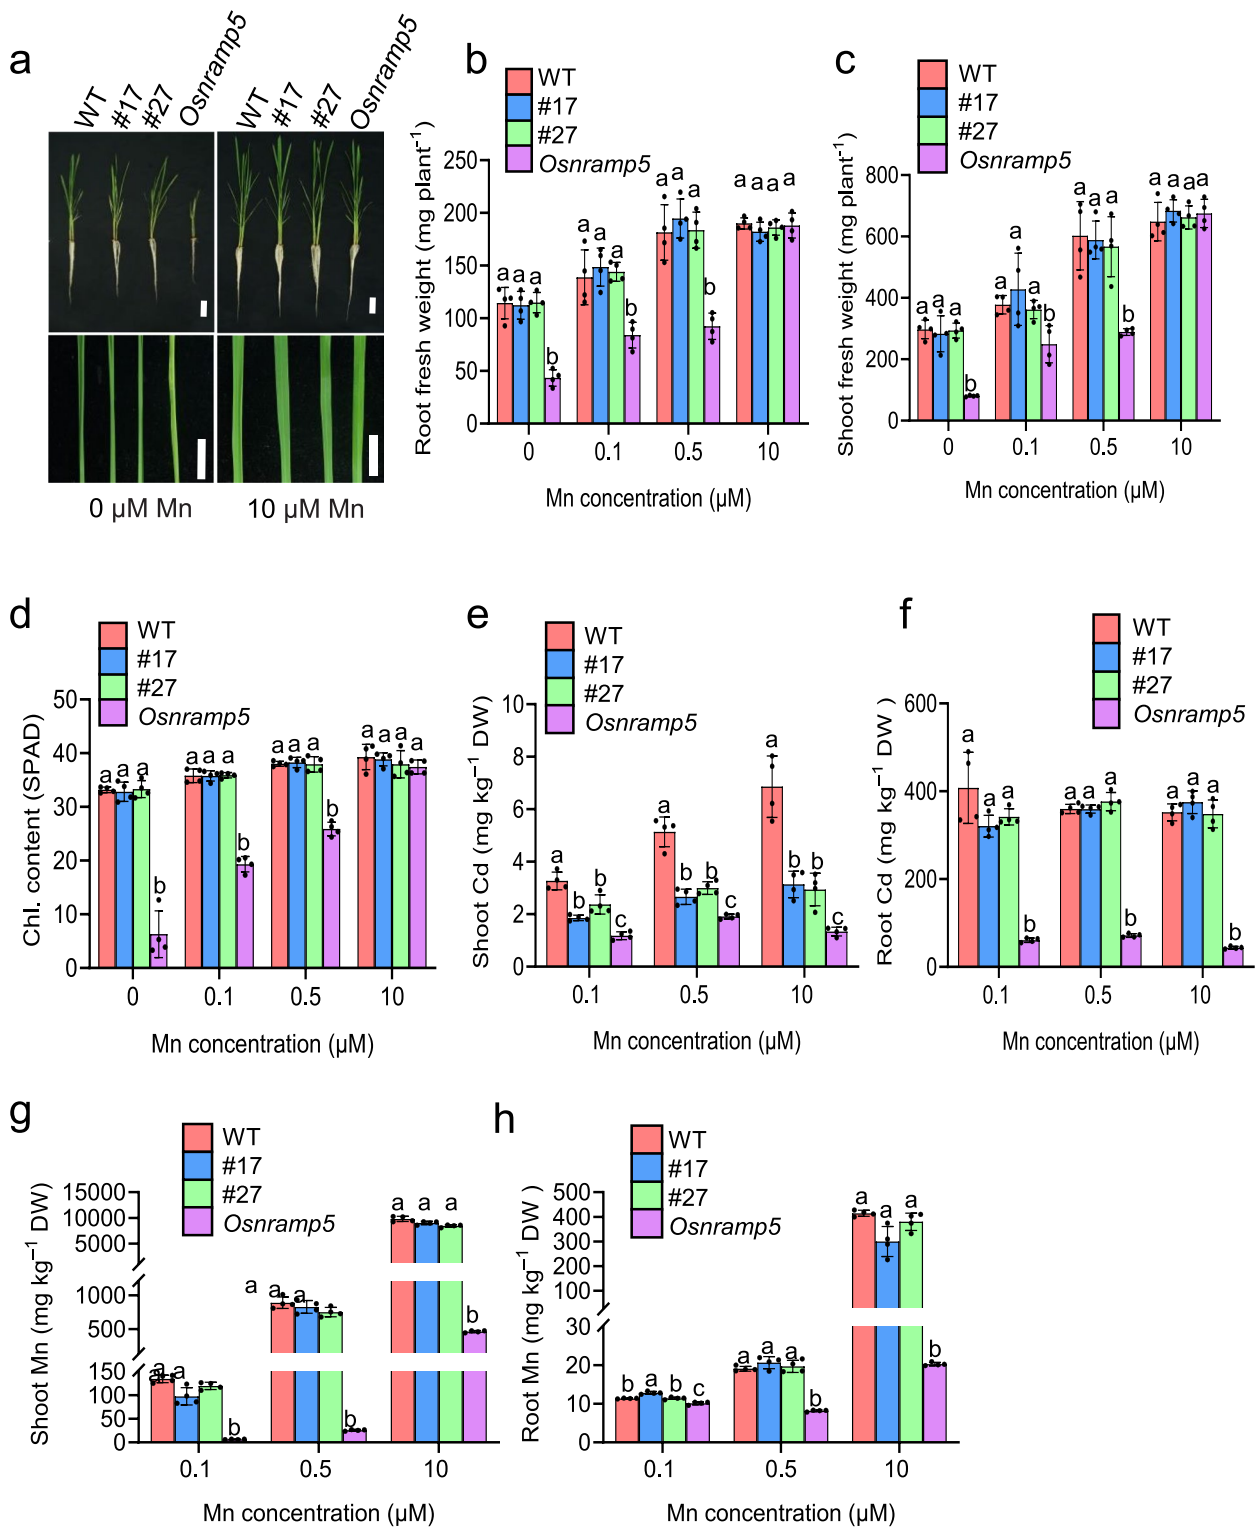 a
WT
#17
#27
Osnramp5
WT
#17
#27
Osnramp5
0 µM Mn
10 µM Mn
b
WT
#17
#27
Osnramp5
Root fresh weight (mg plant⁻¹)
250
200
150
100
50
0
a a a b
a a a b
a a a b
a a a a
0 0.1 0.5 10
Mn concentration (µM)
c
WT
#17
#27
Osnramp5
Shoot fresh weight (mg plant⁻¹)
800
600
400
200
0
a a a b
a a a b
a a a b
a a a a
0 0.1 0.5 10
Mn concentration (µM)
d
WT
#17
#27
Osnramp5
Chl. content (SPAD)
50
40
30
20
10
0
a a a b
a a a b
a a a b
a a a a
0 0.1 0.5 10
Mn concentration (µM)
e
WT
#17
#27
Osnramp5
Shoot Cd (mg kg⁻¹ DW)
10
8
6
4
2
0
a b b c
a b b c
a b b c
0.1 0.5 10
Mn concentration (µM)
f
WT
#17
#27
Osnramp5
Root Cd (mg kg⁻¹ DW )
600
400
200
0
a a a b
a a a b
a a a b
0.1 0.5 10
Mn concentration (µM)
g
WT
#17
#27
Osnramp5
Shoot Mn (mg kg⁻¹ DW)
15000
10000
5000
1000
500
150
100
50
0
a a b
a a a b
a a a b
0.1 0.5 10
Mn concentration (µM)
h
WT
#17
#27
Osnramp5
Root Mn (mg kg⁻¹ DW )
500
400
300
200
100
30
20
10
0
b a b c
a a a b
a a a b
0.1 0.5 10
Mn concentration (µM)